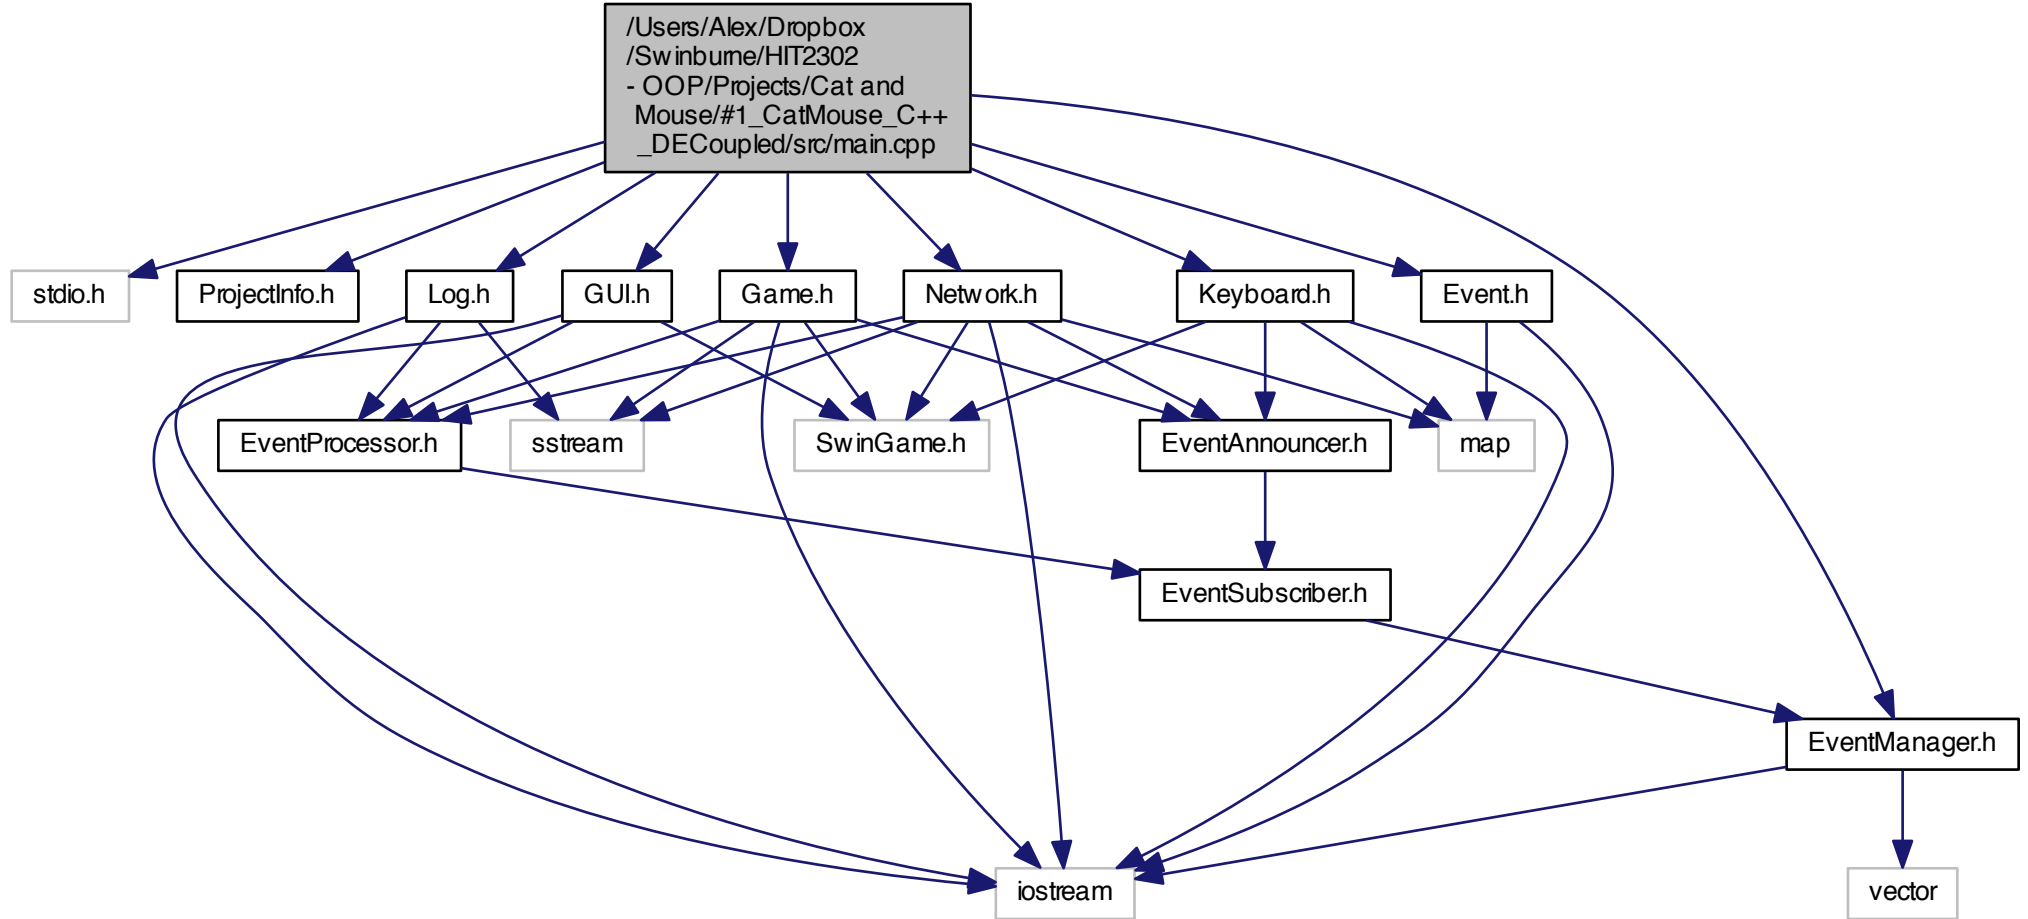 /Users/Alex/Dropbox
/Swinburne/HIT2302
- OOP/Projects/Cat and
Mouse/#1_CatMouse_C++
_DECoupled/src/main.cpp
stdio.h
ProjectInfo.h
Log.h
GUI.h
Game.h
Network.h
Keyboard.h
Event.h
EventProcessor.h
sstream
SwinGame.h
EventAnnouncer.h
map
EventSubscriber.h
EventManager.h
iostream
vector